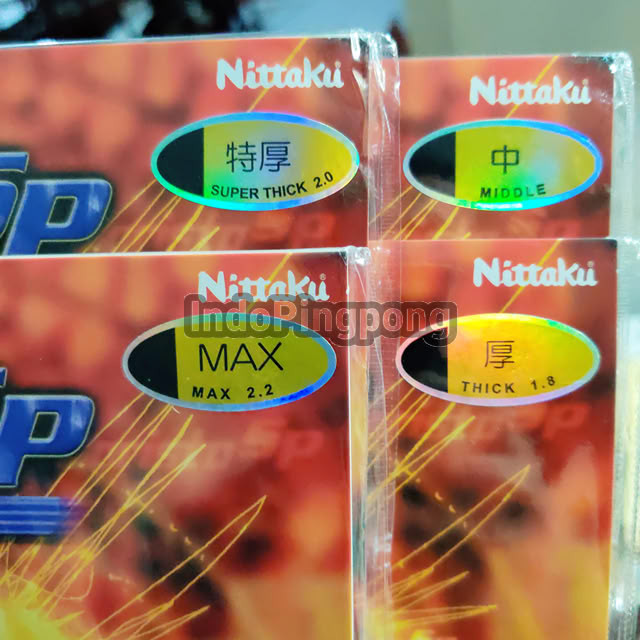 Nittaku
特厚
SUPER THICK 2.0
Nittaku
中
MIDDLE
Nittaku
MAX
MAX 2.2
Nittaku
厚
THICK 1.8
IndoPingpong